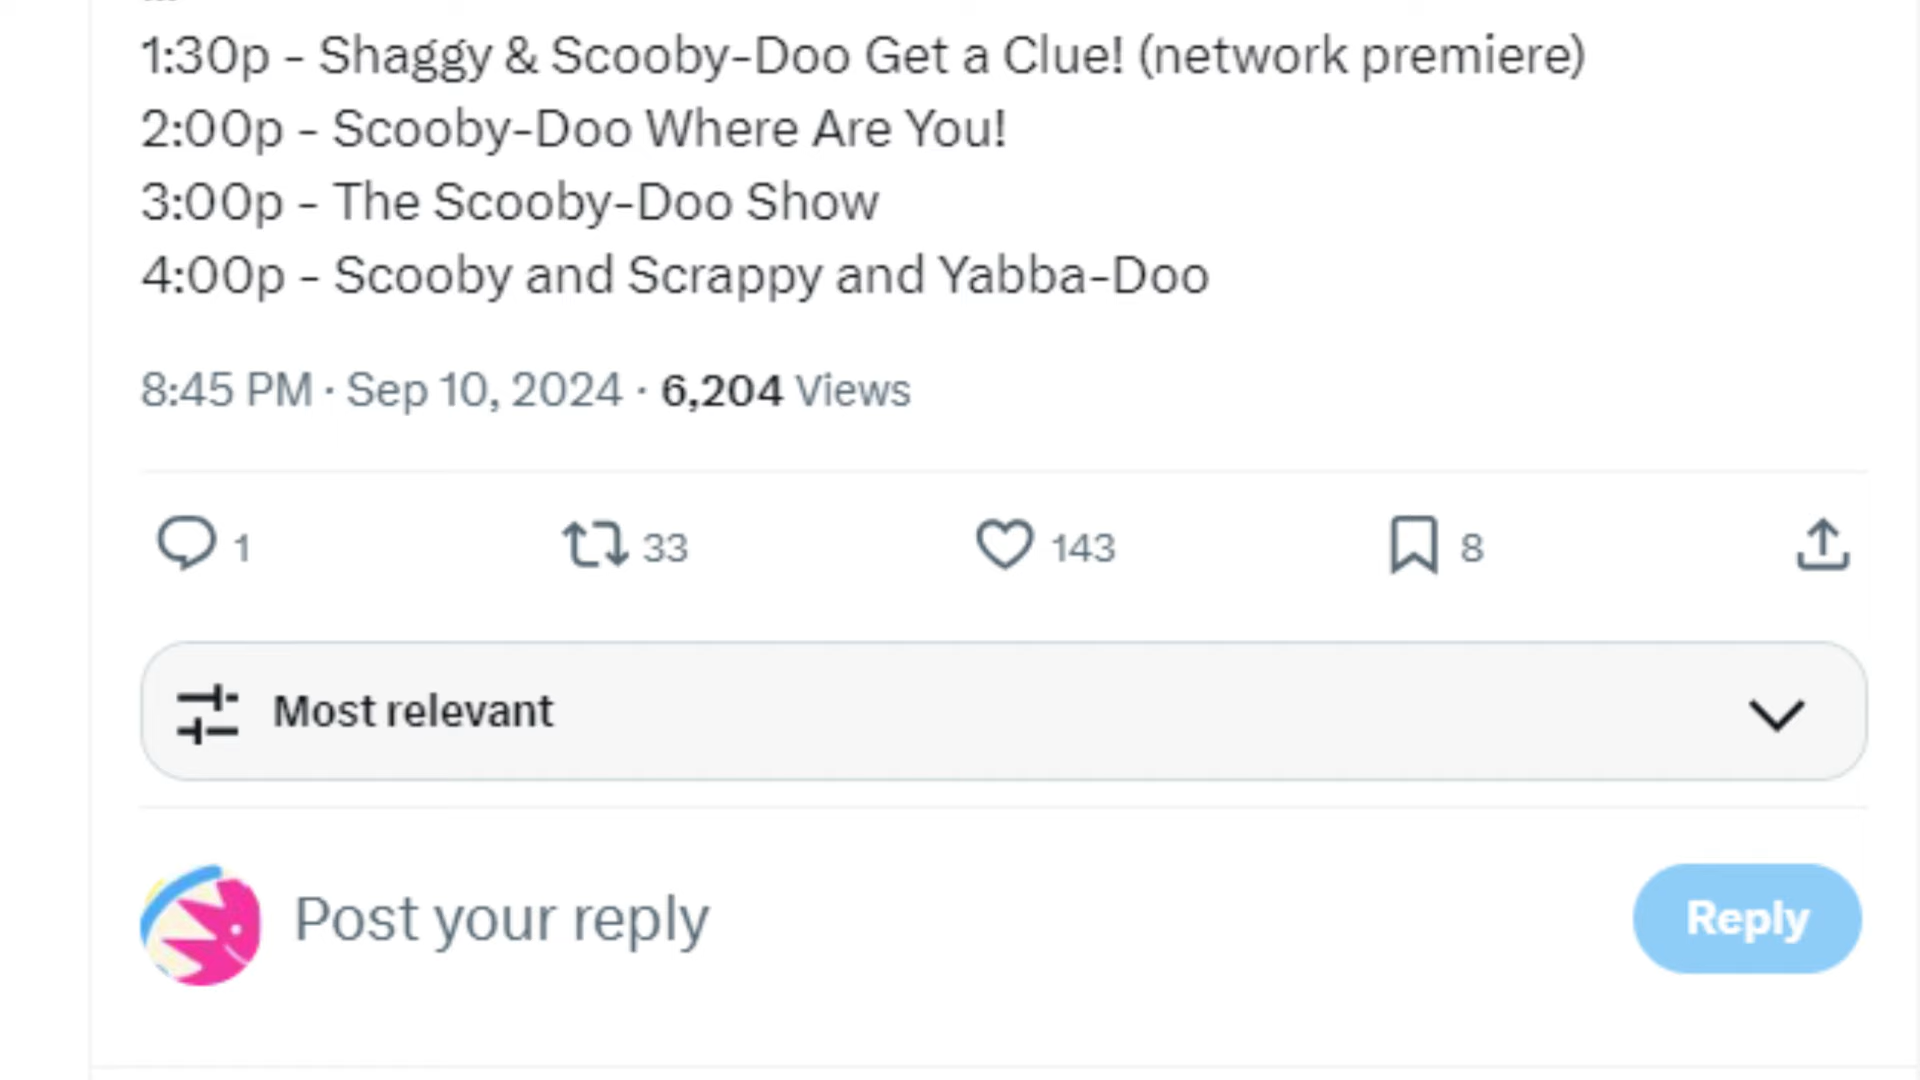 1:30p - Shaggy & Scooby-Doo Get a Clue! (network premiere)
2:00p - Scooby-Doo Where Are You!
3:00p - The Scooby-Doo Show
4:00p - Scooby and Scrappy and Yabba-Doo
8:45 PM · Sep 10, 2024 · 6,204 Views
1 33 143 8
Most relevant
Post your reply
Reply